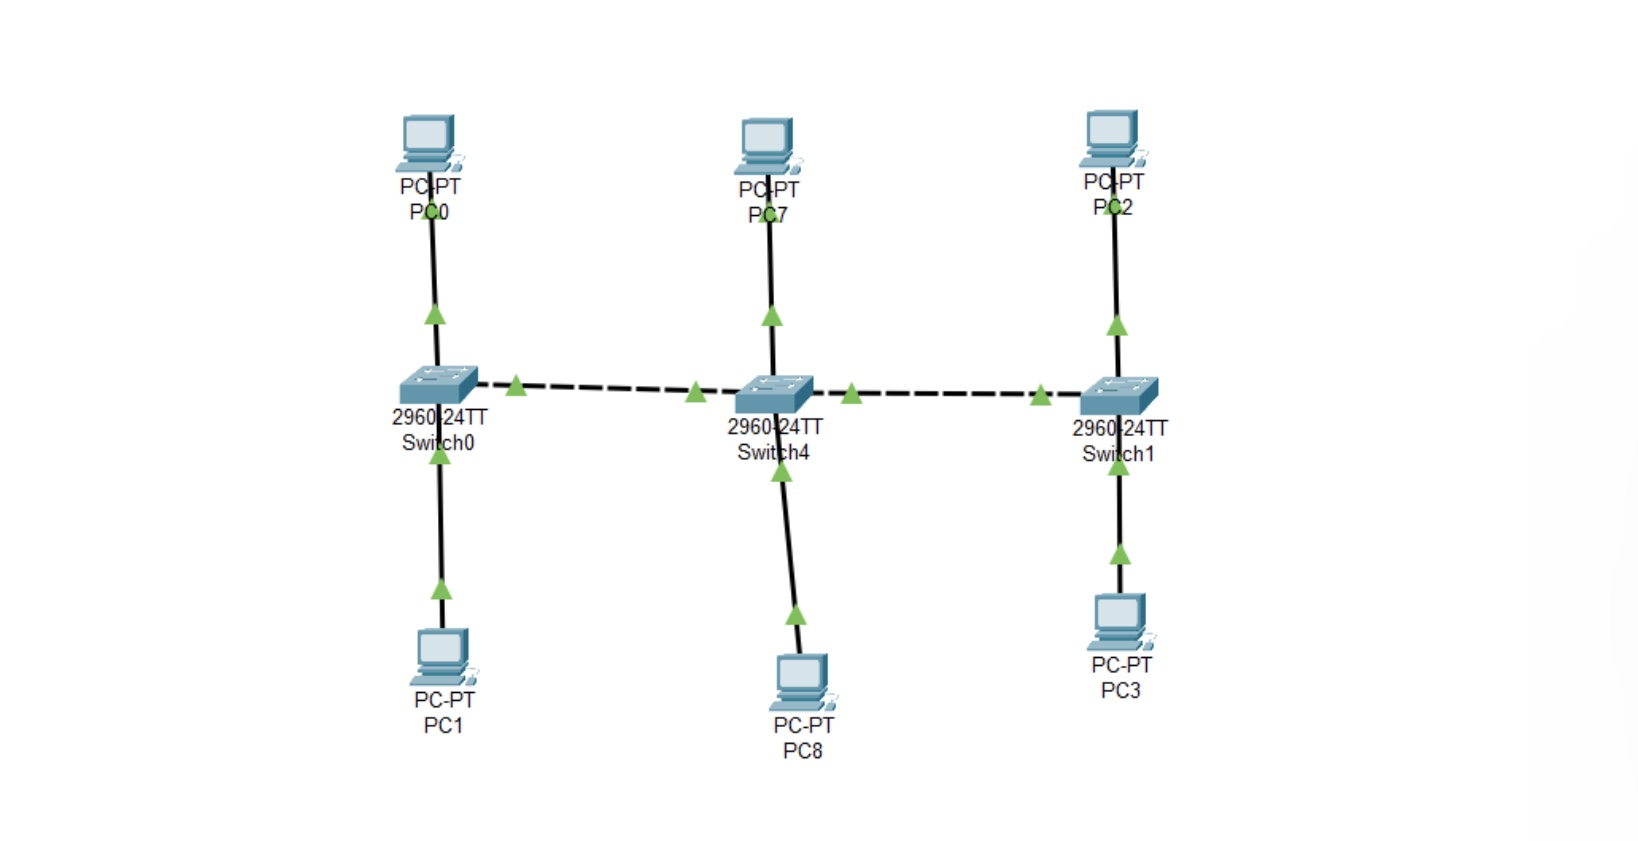 PC-PT
PC0
PC-PT
PC7
PC-PT
PC2
2960-24TT
Switch0
2960-24TT
Switch4
2960-24TT
Switch1
PC-PT
PC1
PC-PT
PC8
PC-PT
PC3